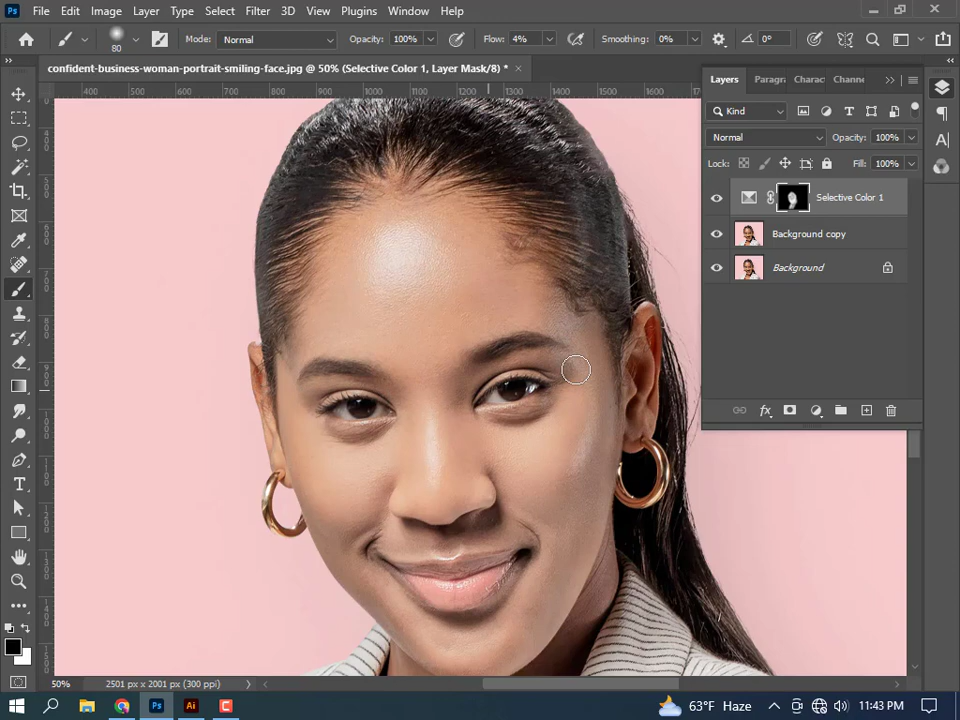 Ps File Edit Image Layer Type Select Filter 3D View Plugins Window Help
80 Mode: Normal Opacity: 100% Flow: 4% Smoothing: 0% 0°
confident-business-woman-portrait-smiling-face.jpg @ 50% (Selective Color 1, Layer Mask/8) * ×
400 500 600 700 800 900 1000 1100 1200 1300 1400 1500 1600
Layers Paragr Charac Channe
Kind
Normal Opacity: 100%
Lock: Fill: 100%
Selective Color 1
Background copy
Background
50% 2501 px x 2001 px (300 ppi)
Ps Ai C 63°F Haze 11:43 PM